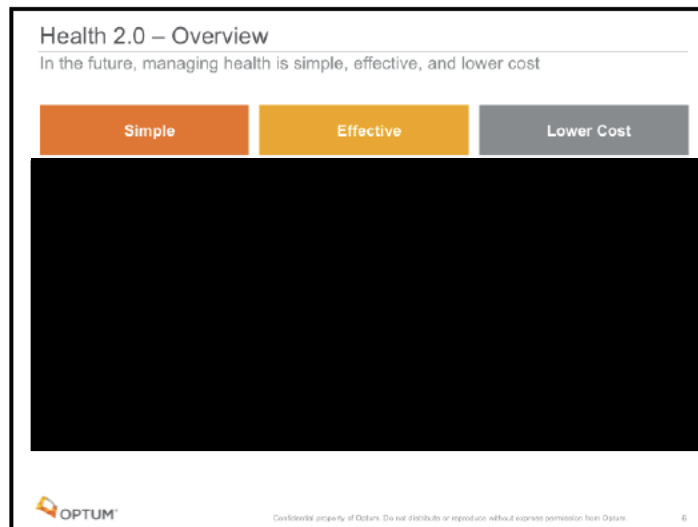 Health 2.0 – Overview
In the future, managing health is simple, effective, and lower cost
Simple
Effective
Lower Cost
OPTUM™
Confidential property of Optum. Do not distribute or reproduce without express permission from Optum.
6